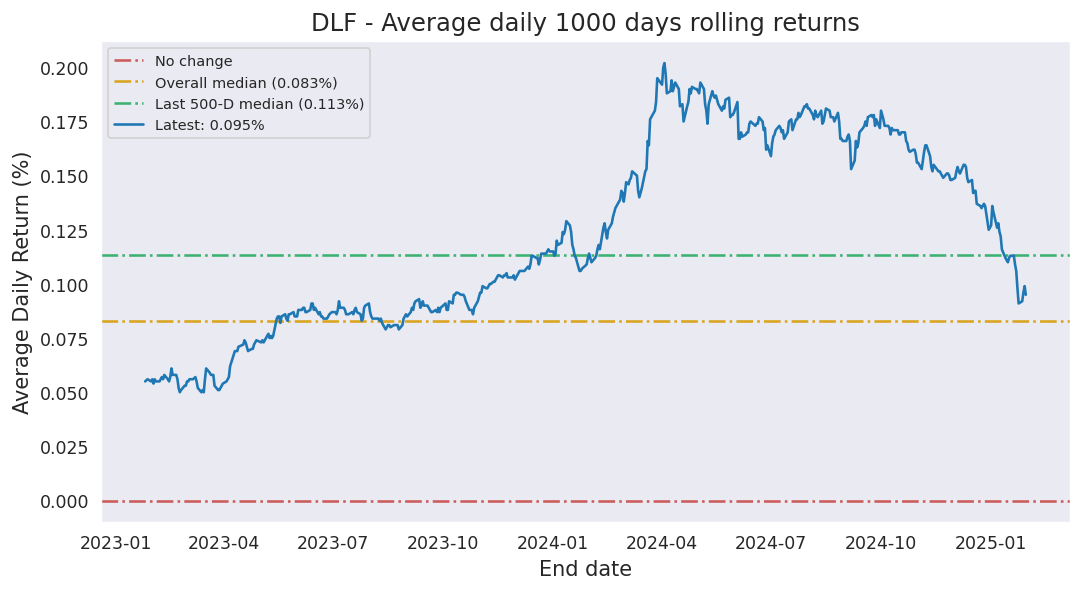 DLF - Average daily 1000 days rolling returns
No change
Overall median (0.083%)
Last 500-D median (0.113%)
Latest: 0.095%
Average Daily Return (%)
0.200
0.175
0.150
0.125
0.100
0.075
0.050
0.025
0.000
2023-01 2023-04 2023-07 2023-10 2024-01 2024-04 2024-07 2024-10 2025-01
End date